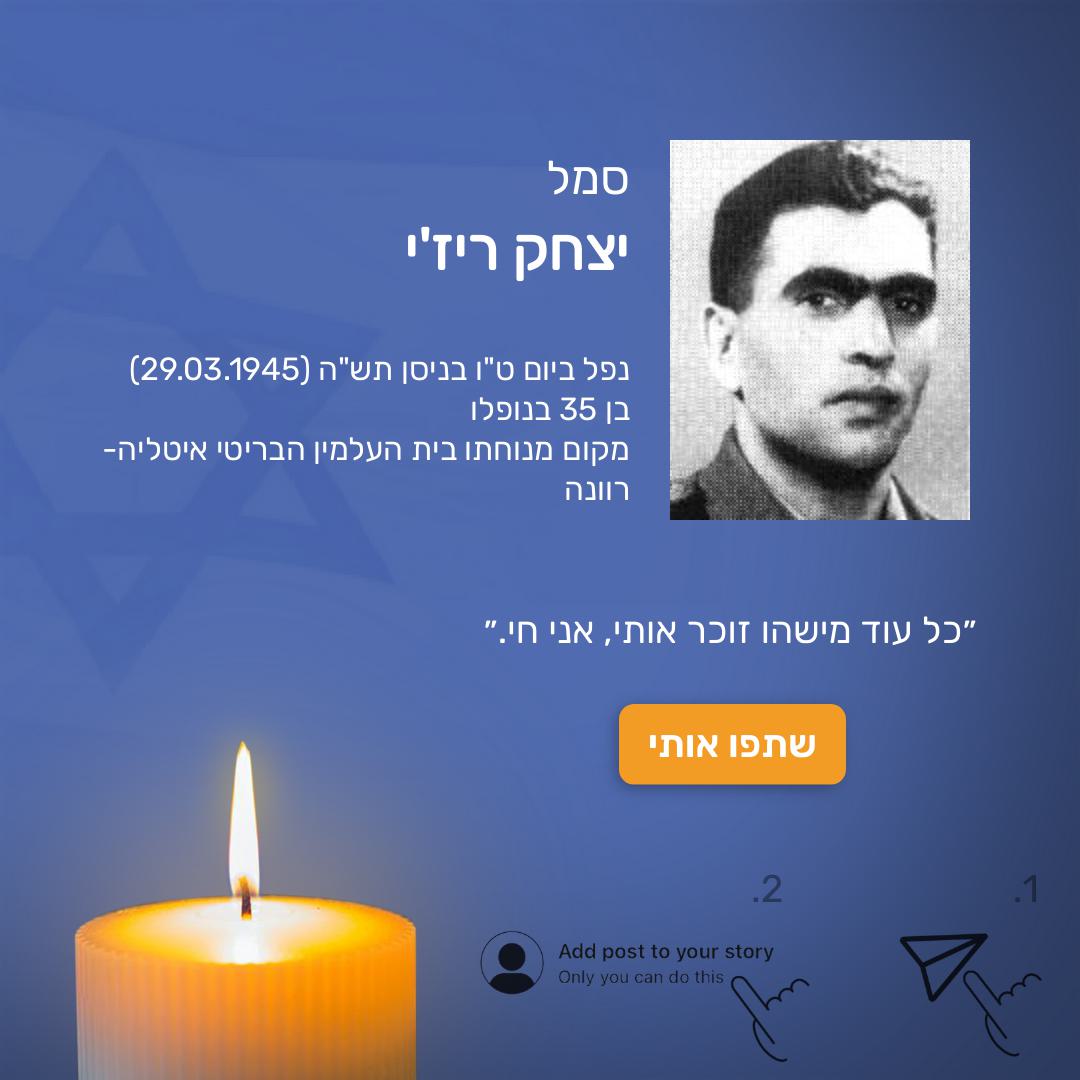 סמל
יצחק ריז'י
נפל ביום ט"ו בניסן תש"ה (29.03.1945)
בן 35 בנופלו
מקום מנוחתו בית העלמין הבריטי איטליה-
רוונה
״כל עוד מישהו זוכר אותי, אני חי.״
שתפו אותי
1.
2.
Add post to your story
Only you can do this